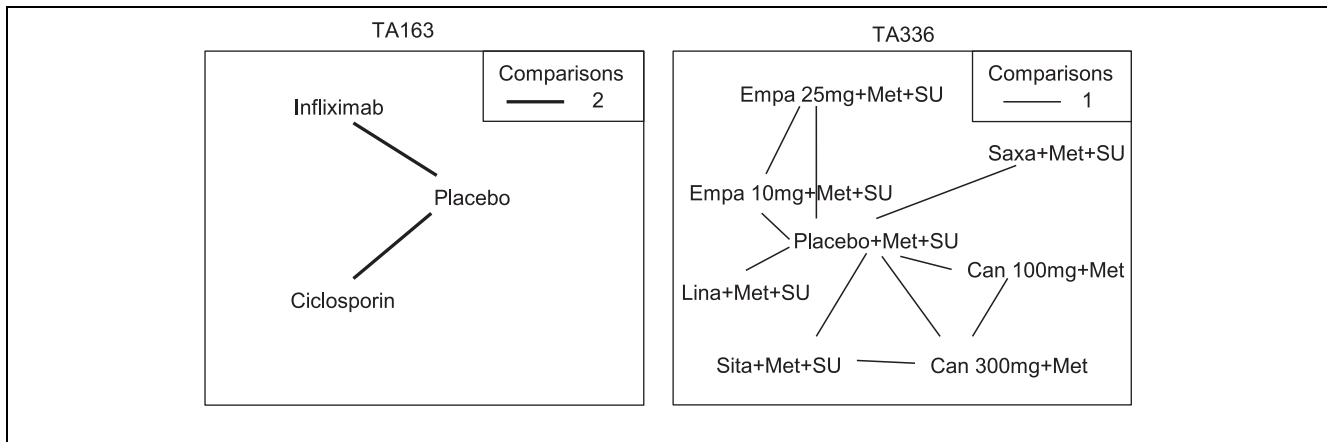 TA163
Comparisons
2
Infliximab
Placebo
Ciclosporin
TA336
Comparisons
1
Empa 25mg+Met+SU
Saxa+Met+SU
Empa 10mg+Met+SU
Placebo+Met+SU
Can 100mg+Met
Lina+Met+SU
Sita+Met+SU
Can 300mg+Met